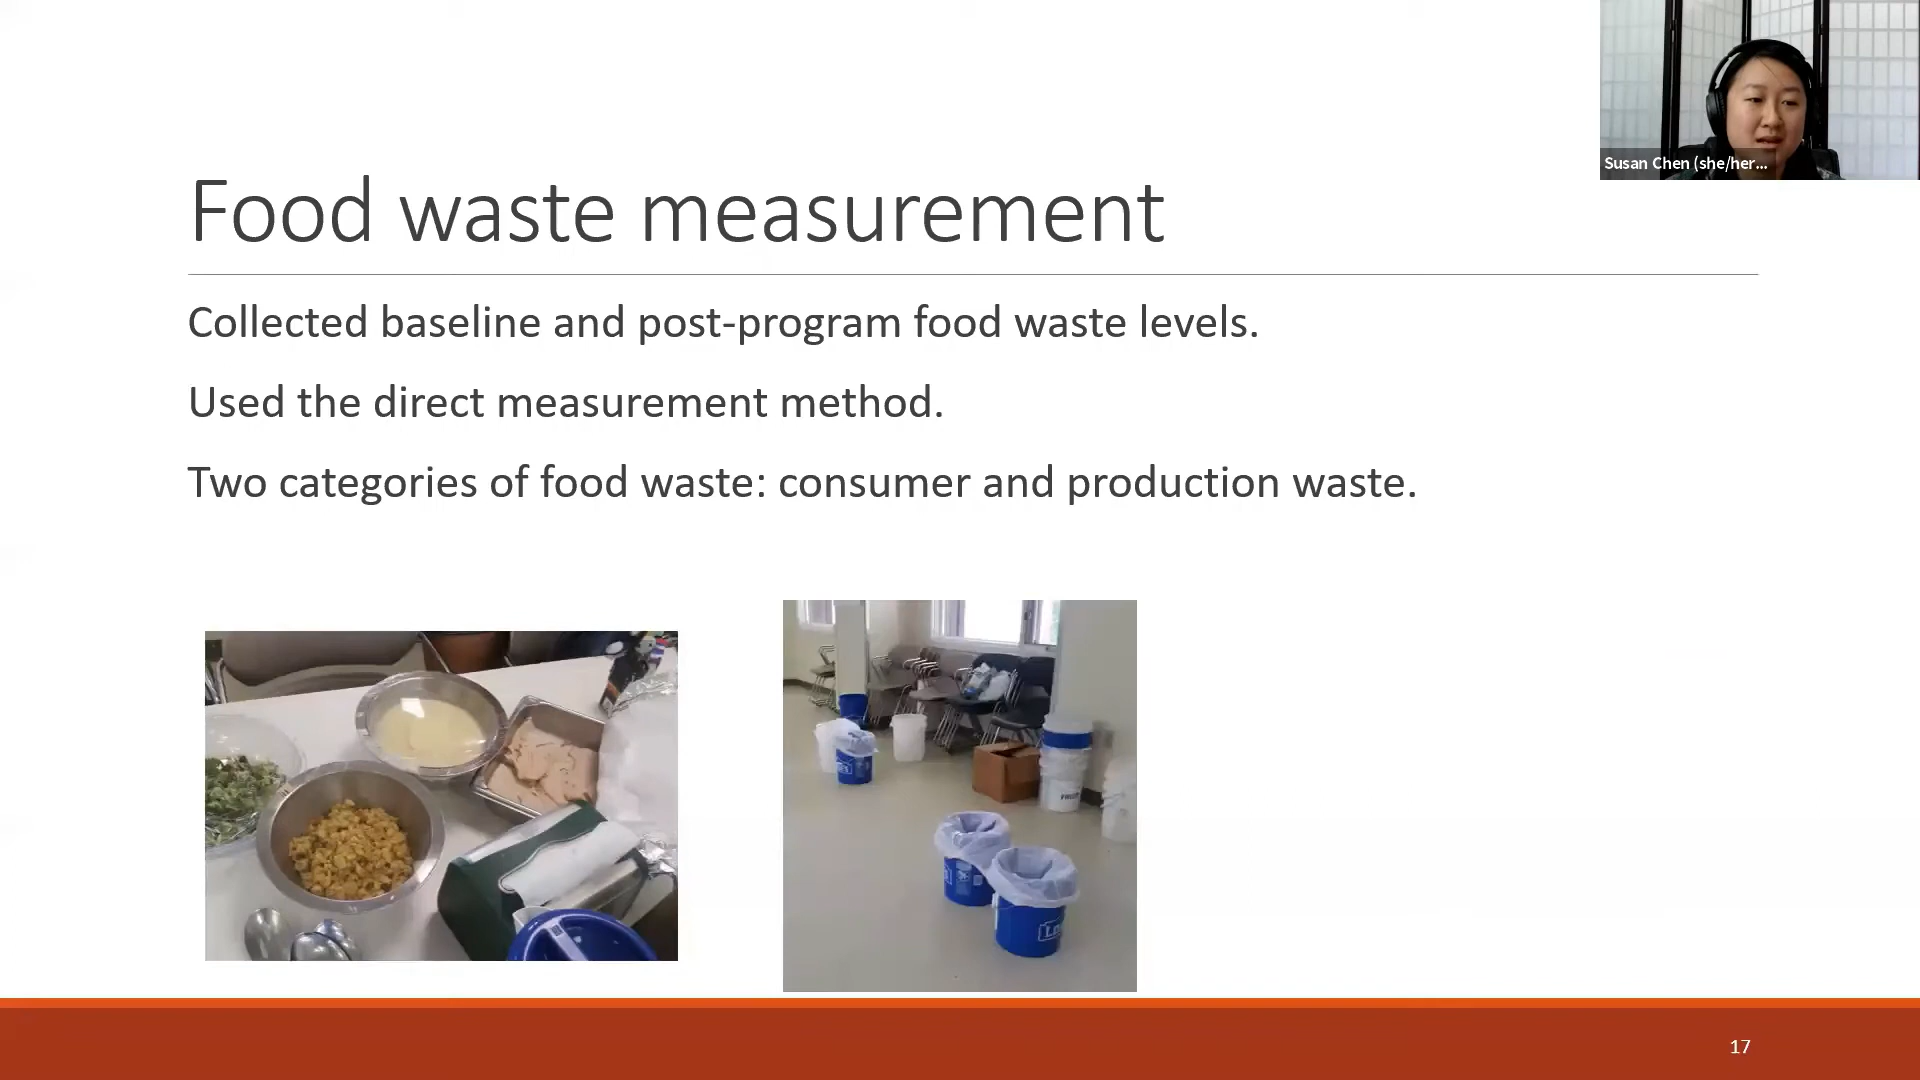 Susan Chen (she/her...
Food waste measurement
Collected baseline and post-program food waste levels.
Used the direct measurement method.
Two categories of food waste: consumer and production waste.
17